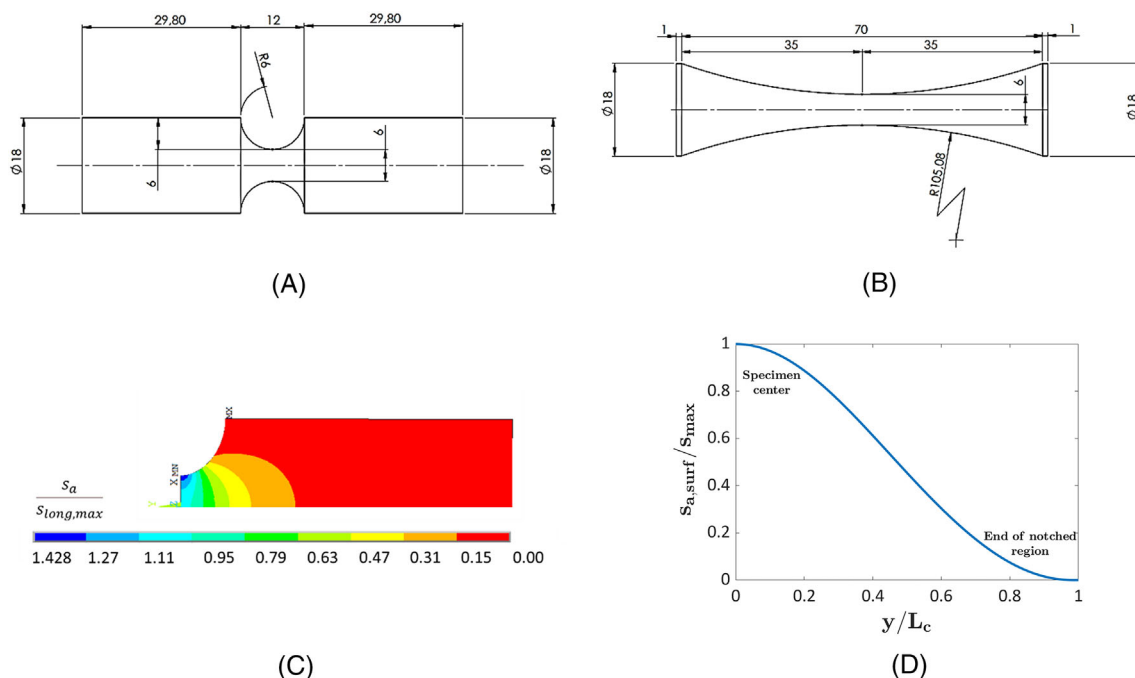 29,80
12
29,80
R6
Ø18
6
6
Ø18
(A)
1
70
1
35
35
Ø18
6
Ø18
R105,08
(B)
MX
X MN
Y
Z
s_a
s_long,max
1.428 1.27 1.11 0.95 0.79 0.63 0.47 0.31 0.15 0.00
(C)
1
0.8
0.6
0.4
0.2
0
s_a,surf/s_max
Specimen
center
End of notched
region
0 0.2 0.4 0.6 0.8 1
y/L_c
(D)